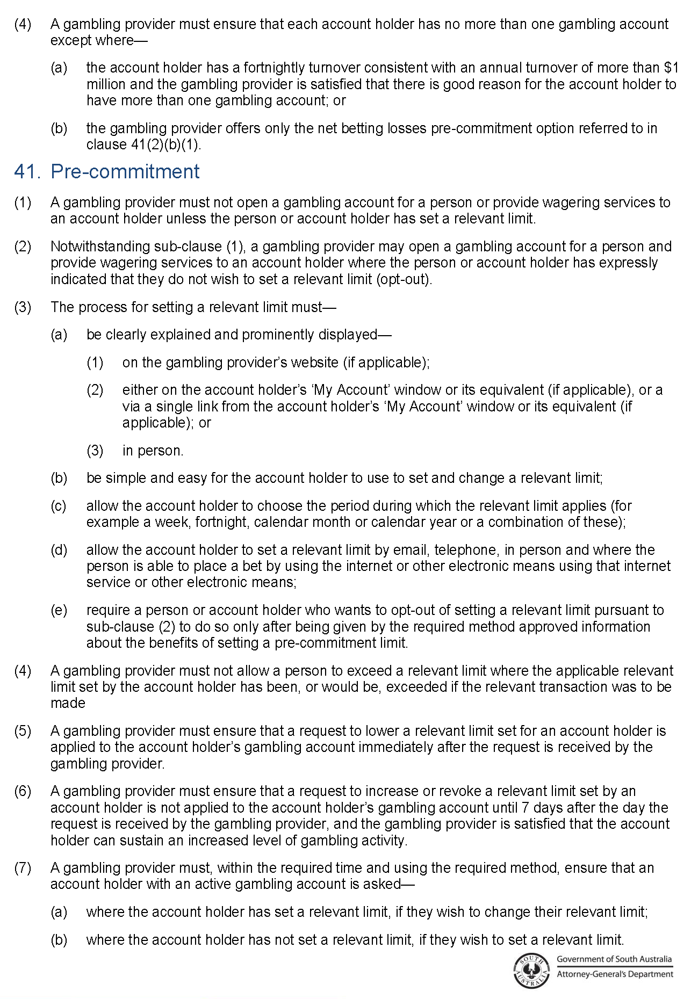 (4) A gambling provider must ensure that each account holder has no more than one gambling account
except where—
(a) the account holder has a fortnightly turnover consistent with an annual turnover of more than $1
million and the gambling provider is satisfied that there is good reason for the account holder to
have more than one gambling account; or
(b) the gambling provider offers only the net betting losses pre-commitment option referred to in
clause 41(2)(b)(1).
41. Pre-commitment
(1) A gambling provider must not open a gambling account for a person or provide wagering services to
an account holder unless the person or account holder has set a relevant limit.
(2) Notwithstanding sub-clause (1), a gambling provider may open a gambling account for a person and
provide wagering services to an account holder where the person or account holder has expressly
indicated that they do not wish to set a relevant limit (opt-out).
(3) The process for setting a relevant limit must—
(a) be clearly explained and prominently displayed—
(1) on the gambling provider’s website (if applicable);
(2) either on the account holder’s ‘My Account’ window or its equivalent (if applicable), or a
via a single link from the account holder’s ‘My Account’ window or its equivalent (if
applicable); or
(3) in person.
(b) be simple and easy for the account holder to use to set and change a relevant limit;
(c) allow the account holder to choose the period during which the relevant limit applies (for
example a week, fortnight, calendar month or calendar year or a combination of these);
(d) allow the account holder to set a relevant limit by email, telephone, in person and where the
person is able to place a bet by using the internet or other electronic means using that internet
service or other electronic means;
(e) require a person or account holder who wants to opt-out of setting a relevant limit pursuant to
sub-clause (2) to do so only after being given by the required method approved information
about the benefits of setting a pre-commitment limit.
(4) A gambling provider must not allow a person to exceed a relevant limit where the applicable relevant
limit set by the account holder has been, or would be, exceeded if the relevant transaction was to be
made
(5) A gambling provider must ensure that a request to lower a relevant limit set for an account holder is
applied to the account holder’s gambling account immediately after the request is received by the
gambling provider.
(6) A gambling provider must ensure that a request to increase or revoke a relevant limit set by an
account holder is not applied to the account holder’s gambling account until 7 days after the day the
request is received by the gambling provider, and the gambling provider is satisfied that the account
holder can sustain an increased level of gambling activity.
(7) A gambling provider must, within the required time and using the required method, ensure that an
account holder with an active gambling account is asked—
(a) where the account holder has set a relevant limit, if they wish to change their relevant limit;
(b) where the account holder has not set a relevant limit, if they wish to set a relevant limit.
SOUTH AUSTRALIA
Government of South Australia
Attorney-General’s Department